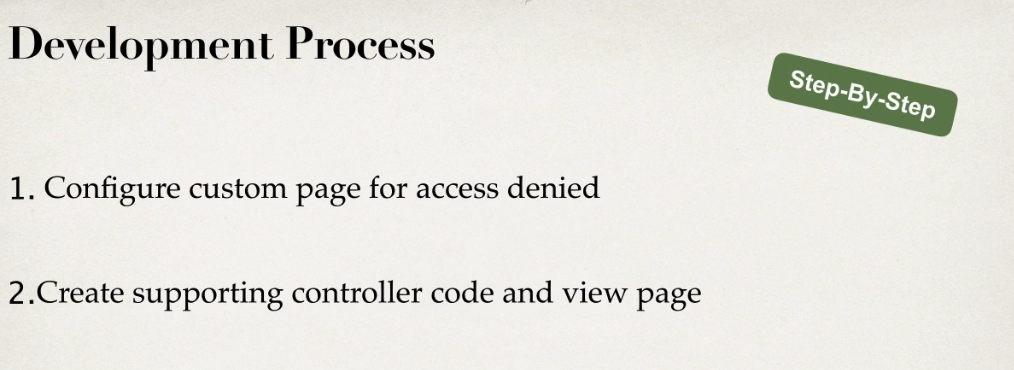 Development Process
Step-By-Step
1. Configure custom page for access denied
2.Create supporting controller code and view page